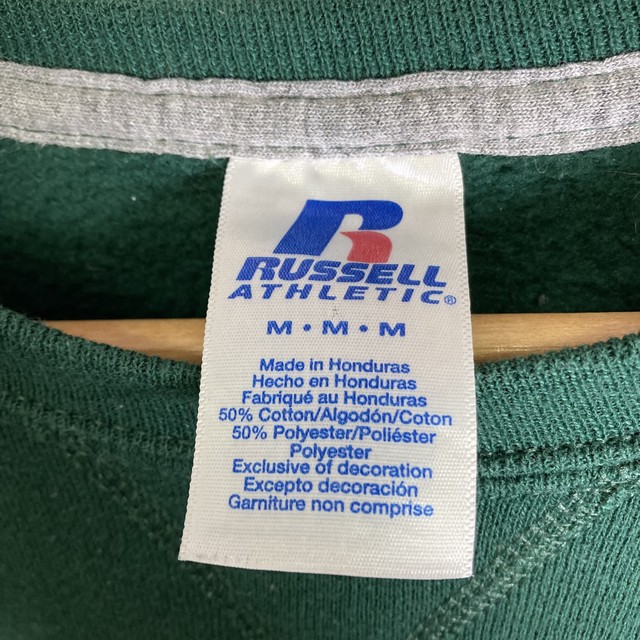 R
RUSSELL
ATHLETIC®
M • M • M
Made in Honduras
Hecho en Honduras
Fabriqué au Honduras
50% Cotton/Algodón/Coton
50% Polyester/Poliéster
Polyester
Exclusive of decoration
Excepto decoración
Garniture non comprise